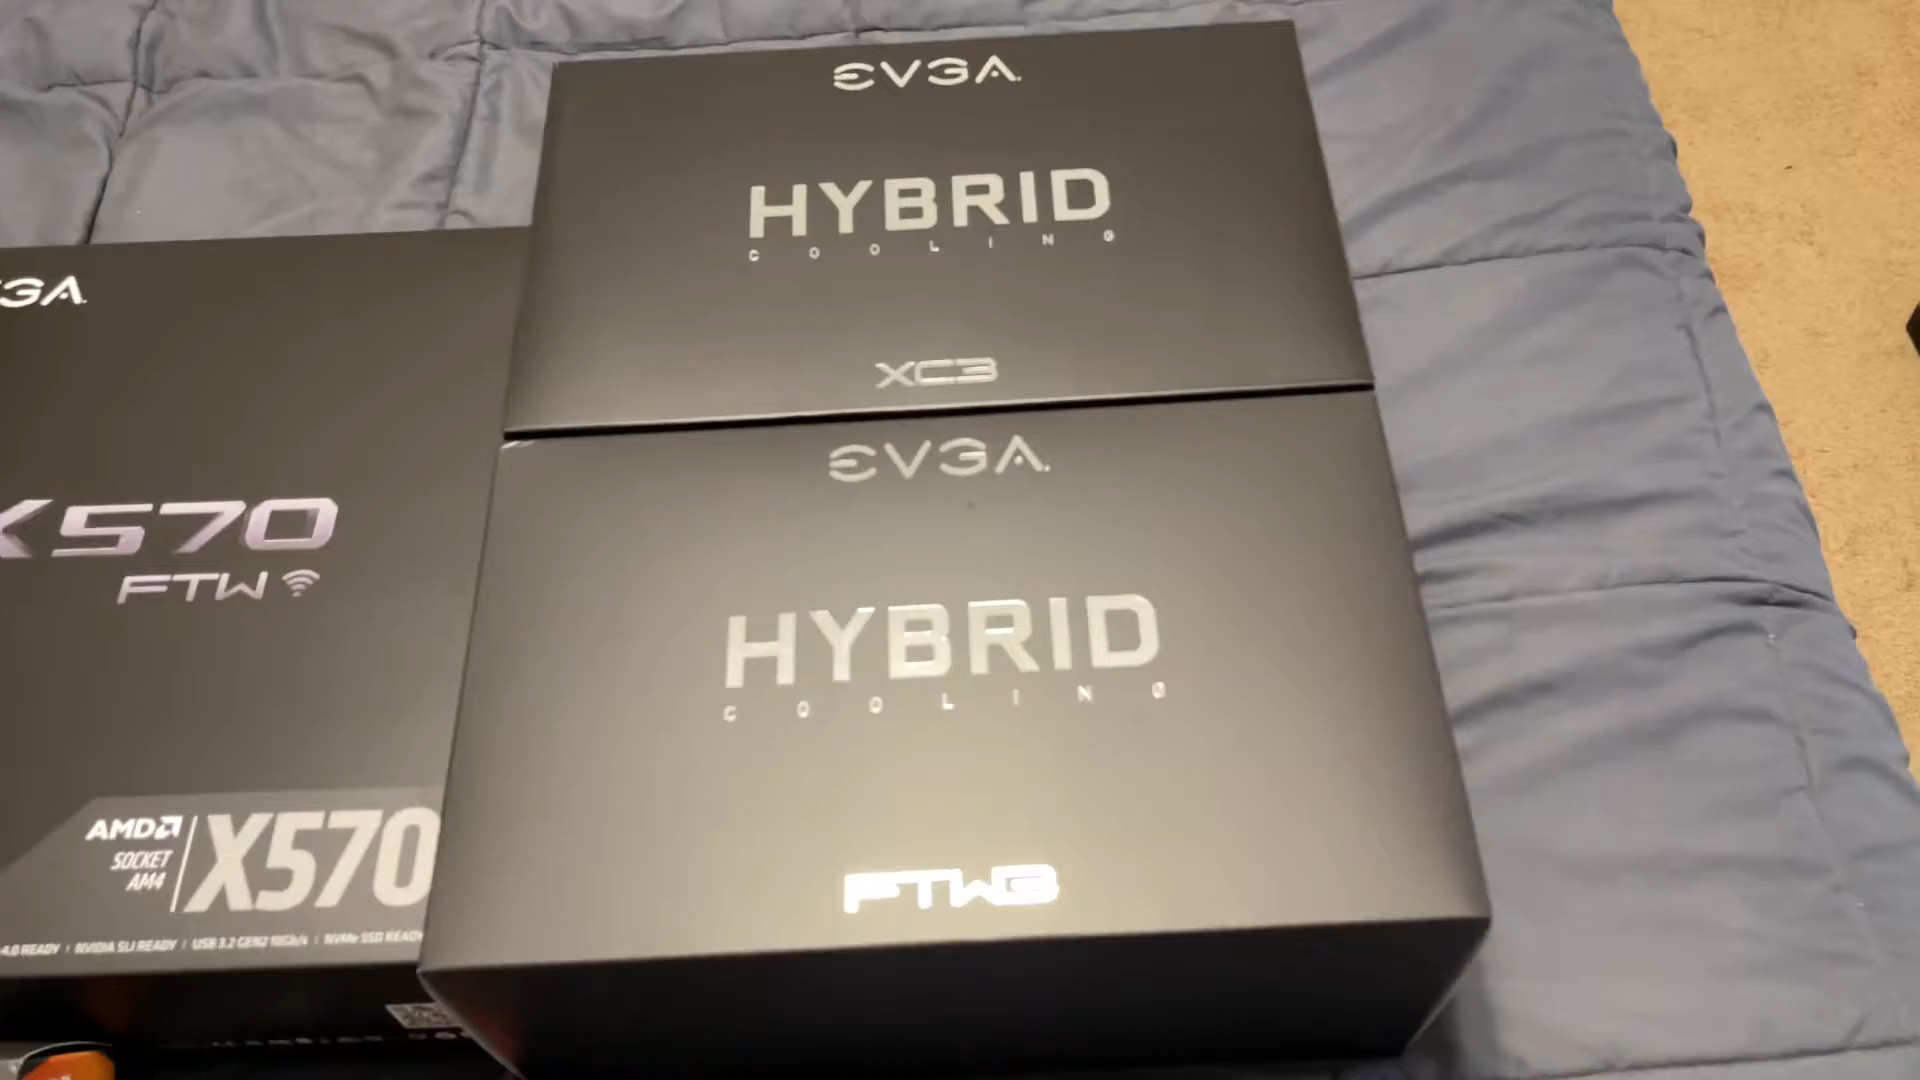 EVGA
HYBRID
COOLING
XC3
EVGA
HYBRID
COOLING
FTW3
X570
FTW
AMD
SOCKET
AM4
X570
4.0 READY | NVIDIA SLI READY | USB 3.2 GEN2 10Gb/s | NVMe SSD READY